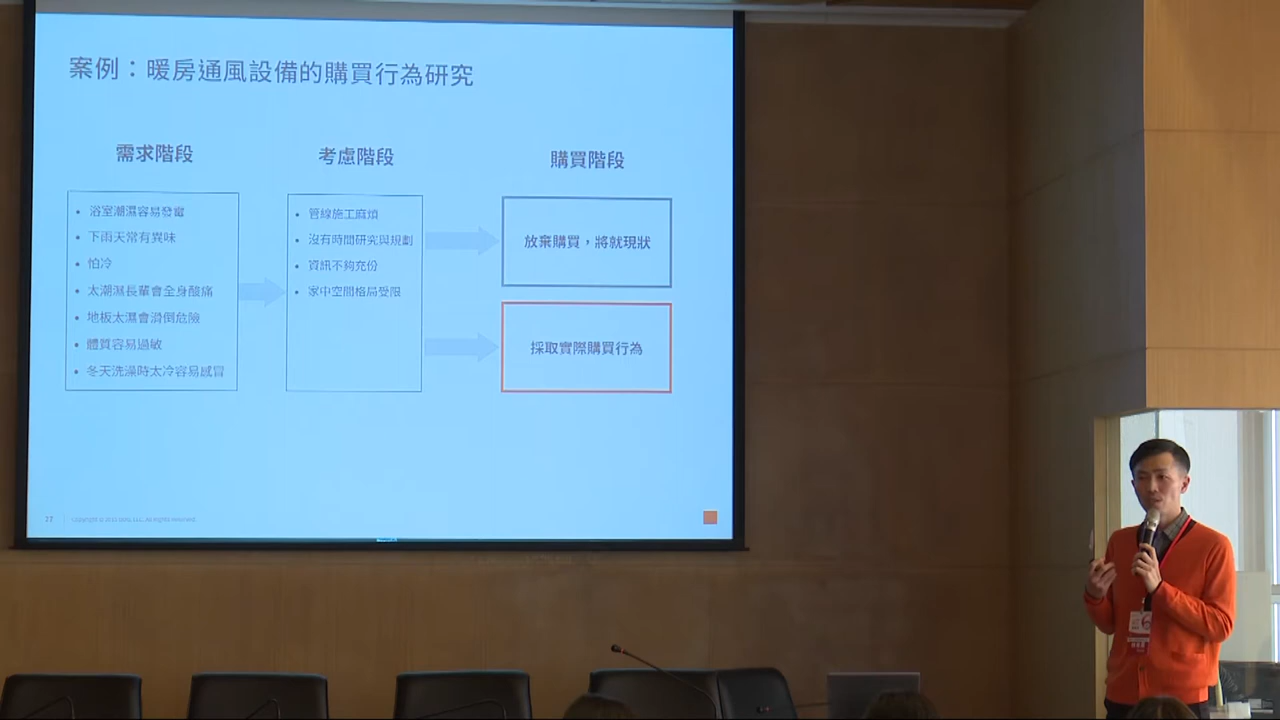 案例：暖房通風設備的購買行為研究
需求階段
• 浴室潮濕容易發霉
• 下雨天常有異味
• 怕冷
• 太潮濕長輩會全身酸痛
• 地板太濕會滑倒危險
• 體質容易過敏
• 冬天洗澡時太冷容易感冒
考慮階段
• 管線施工麻煩
• 沒有時間研究與規劃
• 資訊不夠充份
• 家中空間格局受限
購買階段
放棄購買，將就現狀
採取實際購買行為